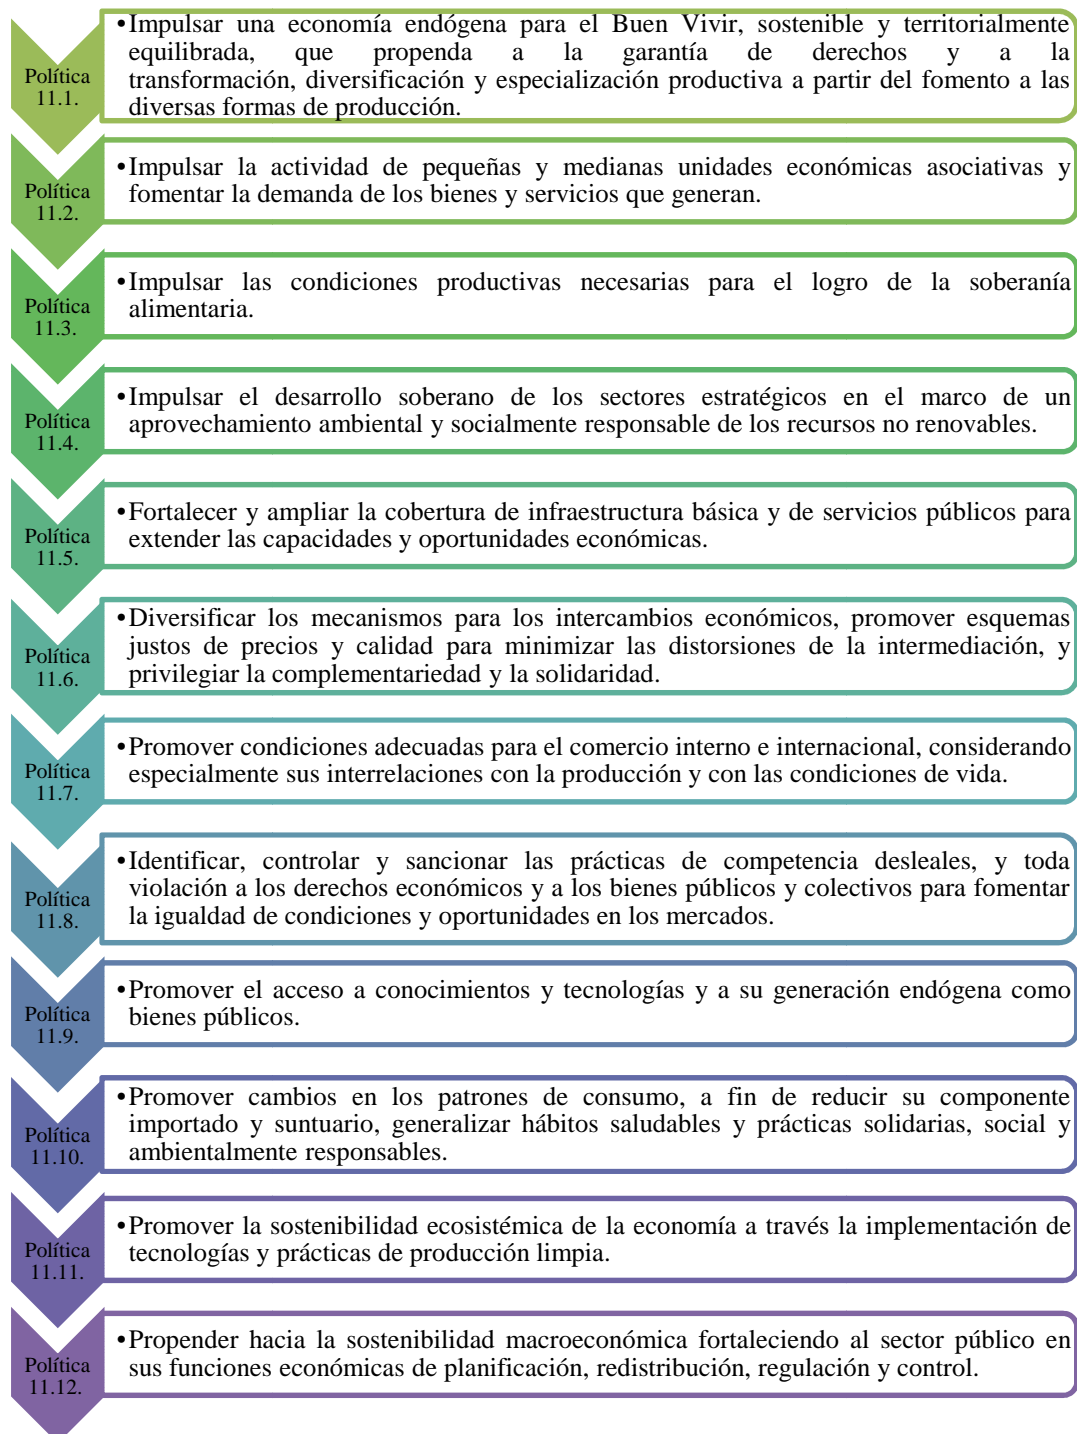 Política
11.1.
•Impulsar una economía endógena para el Buen Vivir, sostenible y territorialmente
equilibrada, que propenda a la garantía de derechos y a la
transformación, diversificación y especialización productiva a partir del fomento a las
diversas formas de producción.
Política
11.2.
•Impulsar la actividad de pequeñas y medianas unidades económicas asociativas y
fomentar la demanda de los bienes y servicios que generan.
Política
11.3.
•Impulsar las condiciones productivas necesarias para el logro de la soberanía
alimentaria.
Política
11.4.
•Impulsar el desarrollo soberano de los sectores estratégicos en el marco de un
aprovechamiento ambiental y socialmente responsable de los recursos no renovables.
Política
11.5.
•Fortalecer y ampliar la cobertura de infraestructura básica y de servicios públicos para
extender las capacidades y oportunidades económicas.
Política
11.6.
•Diversificar los mecanismos para los intercambios económicos, promover esquemas
justos de precios y calidad para minimizar las distorsiones de la intermediación, y
privilegiar la complementariedad y la solidaridad.
Política
11.7.
•Promover condiciones adecuadas para el comercio interno e internacional, considerando
especialmente sus interrelaciones con la producción y con las condiciones de vida.
Política
11.8.
•Identificar, controlar y sancionar las prácticas de competencia desleales, y toda
violación a los derechos económicos y a los bienes públicos y colectivos para fomentar
la igualdad de condiciones y oportunidades en los mercados.
Política
11.9.
•Promover el acceso a conocimientos y tecnologías y a su generación endógena como
bienes públicos.
Política
11.10.
•Promover cambios en los patrones de consumo, a fin de reducir su componente
importado y suntuario, generalizar hábitos saludables y prácticas solidarias, social y
ambientalmente responsables.
Política
11.11.
•Promover la sostenibilidad ecosistémica de la economía a través la implementación de
tecnologías y prácticas de producción limpia.
Política
11.12.
•Propender hacia la sostenibilidad macroeconómica fortaleciendo al sector público en
sus funciones económicas de planificación, redistribución, regulación y control.